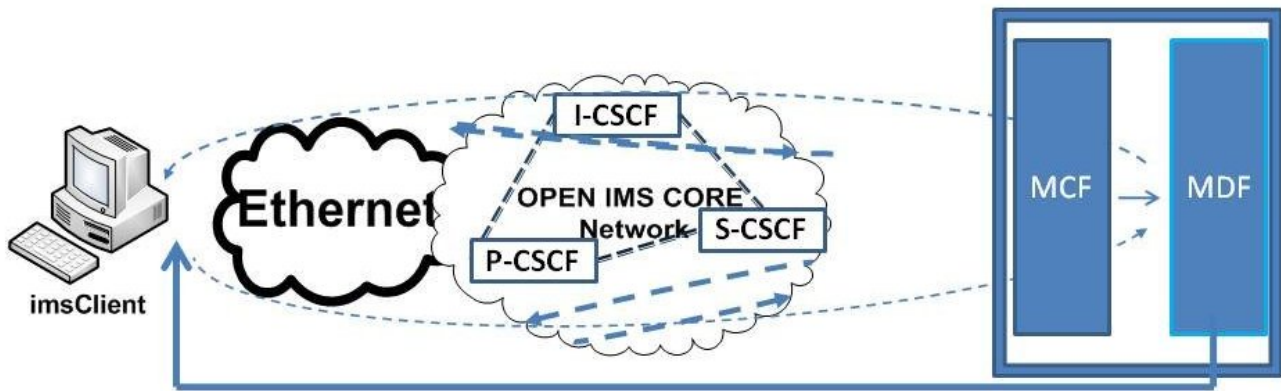 I-CSCF
MCF
MDF
Ethernet
OPEN IMS CORE
Network
S-CSCF
P-CSCF
imsClient